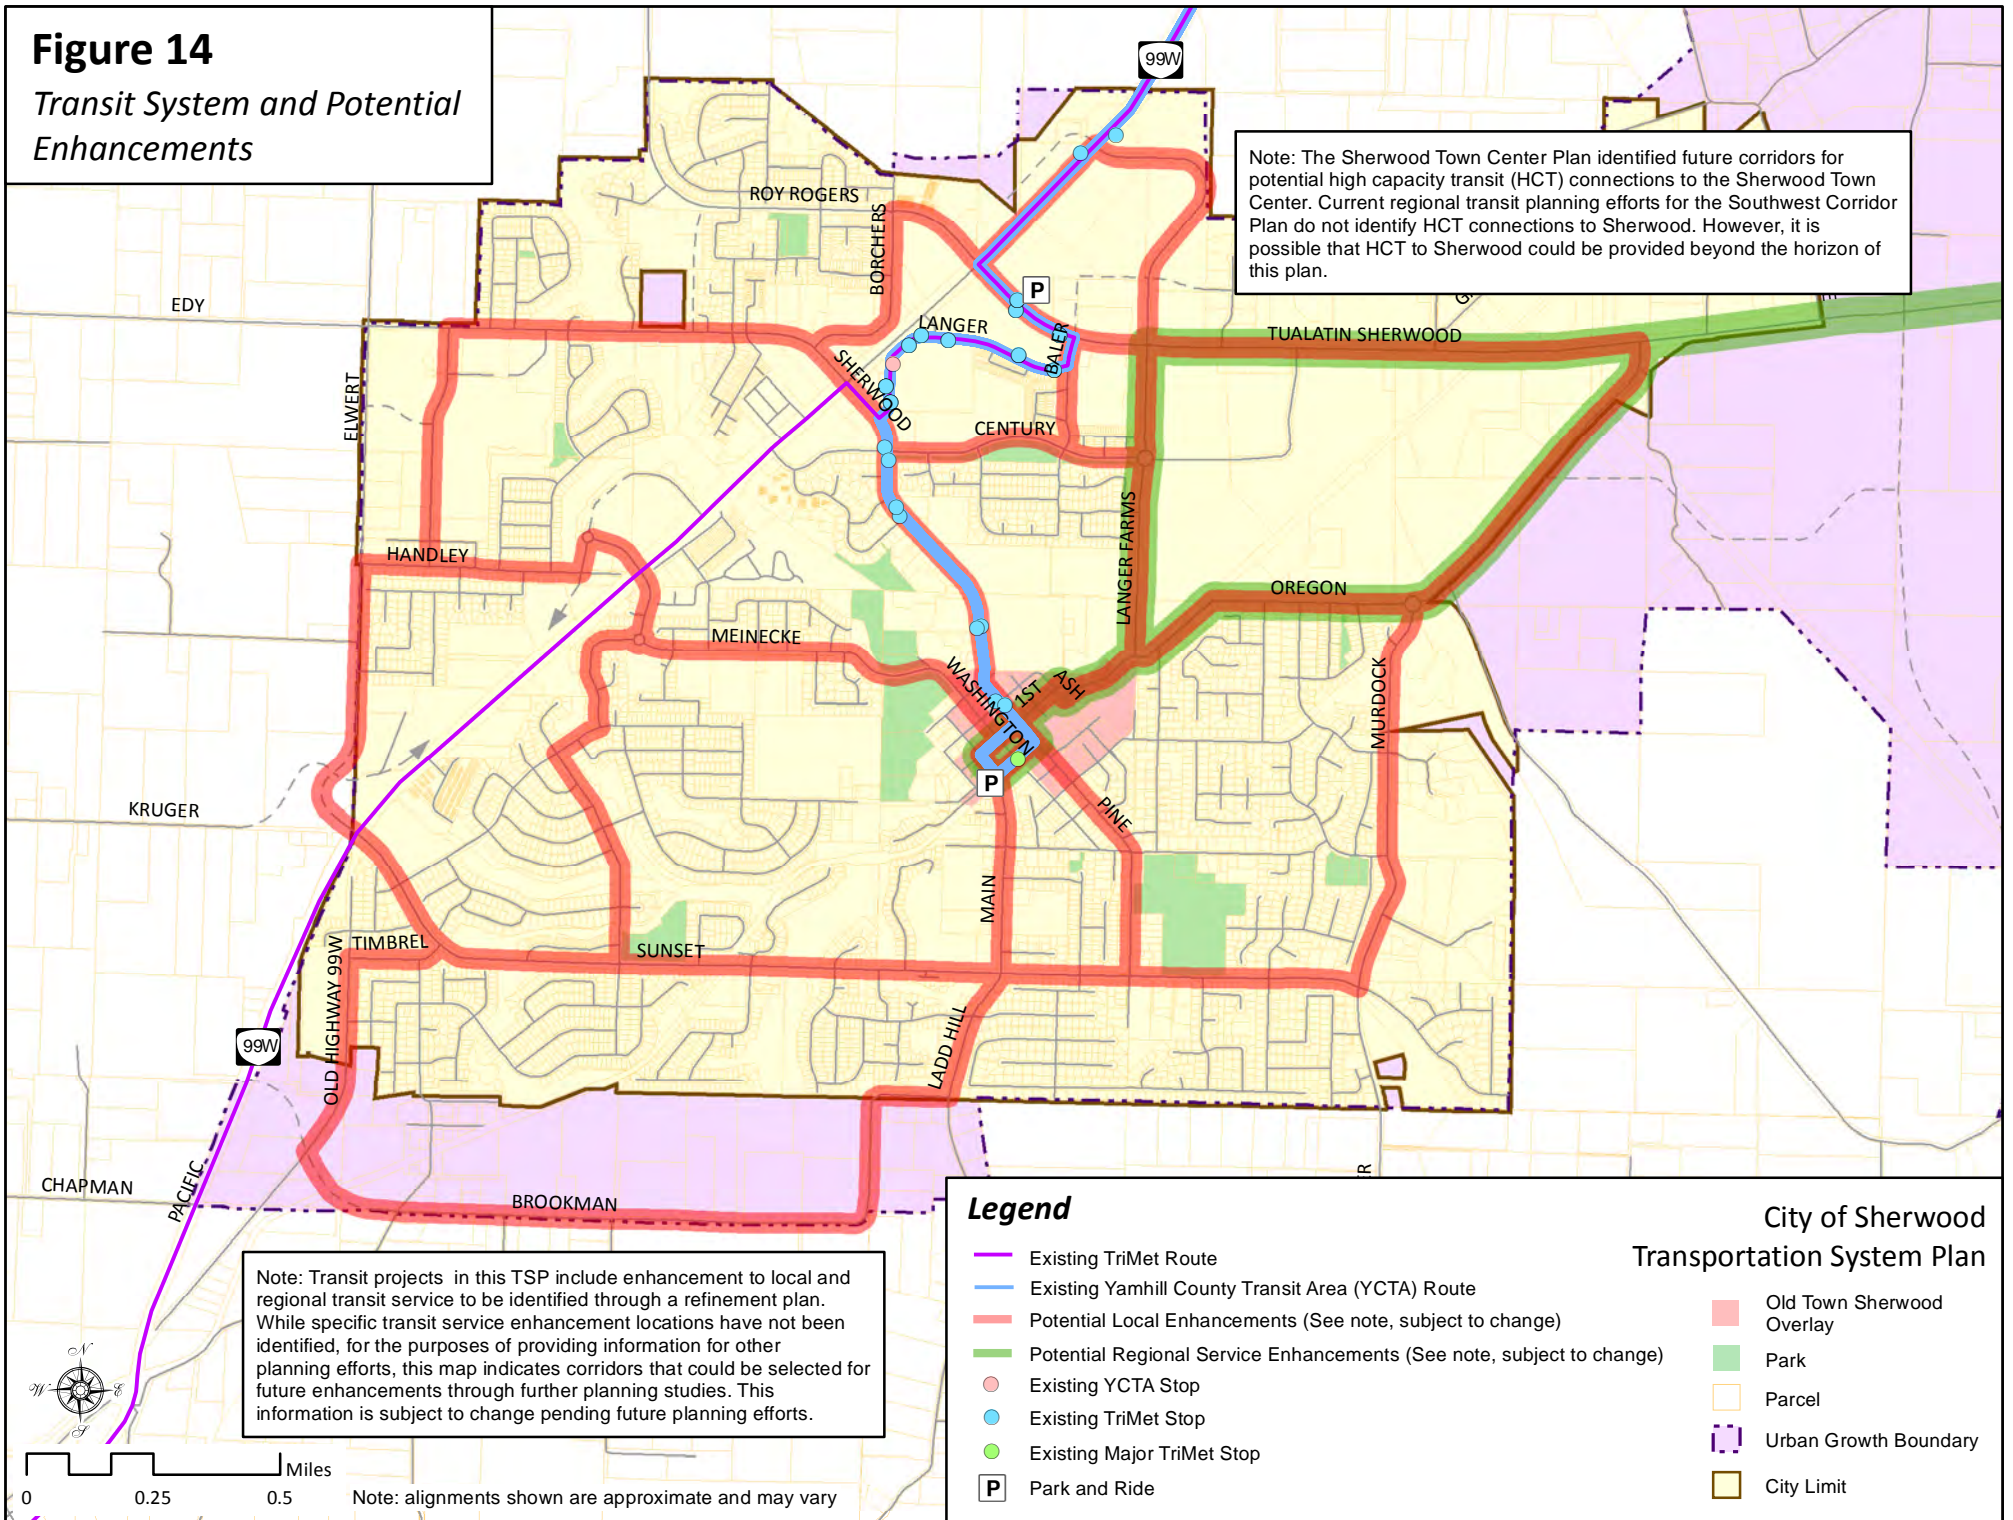 Figure 14
Transit System and Potential
Enhancements
99W
Note: The Sherwood Town Center Plan identified future corridors for
potential high capacity transit (HCT) connections to the Sherwood Town
Center. Current regional transit planning efforts for the Southwest Corridor
Plan do not identify HCT connections to Sherwood. However, it is
possible that HCT to Sherwood could be provided beyond the horizon of
this plan.
ROY ROGERS
BORCHERS
EDY
P
LANGER
BALER
TUALATIN SHERWOOD
SHERWOOD
ELWERT
CENTURY
HANDLEY
LANGER FARMS
OREGON
MEINECKE
WASHINGTON
1ST
ASH
MURDOCK
P
KRUGER
PINE
MAIN
TIMBREL
SUNSET
OLD HIGHWAY 99W
99W
LADD HILL
PACIFIC
CHAPMAN
BROOKMAN
ER
Note: Transit projects in this TSP include enhancement to local and
regional transit service to be identified through a refinement plan.
While specific transit service enhancement locations have not been
identified, for the purposes of providing information for other
planning efforts, this map indicates corridors that could be selected for
future enhancements through further planning studies. This
information is subject to change pending future planning efforts.
N
W E
S
Miles
0 0.25 0.5
Note: alignments shown are approximate and may vary
Legend
Existing TriMet Route
Existing Yamhill County Transit Area (YCTA) Route
Potential Local Enhancements (See note, subject to change)
Potential Regional Service Enhancements (See note, subject to change)
Existing YCTA Stop
Existing TriMet Stop
Existing Major TriMet Stop
P Park and Ride
City of Sherwood
Transportation System Plan
Old Town Sherwood
Overlay
Park
Parcel
Urban Growth Boundary
City Limit